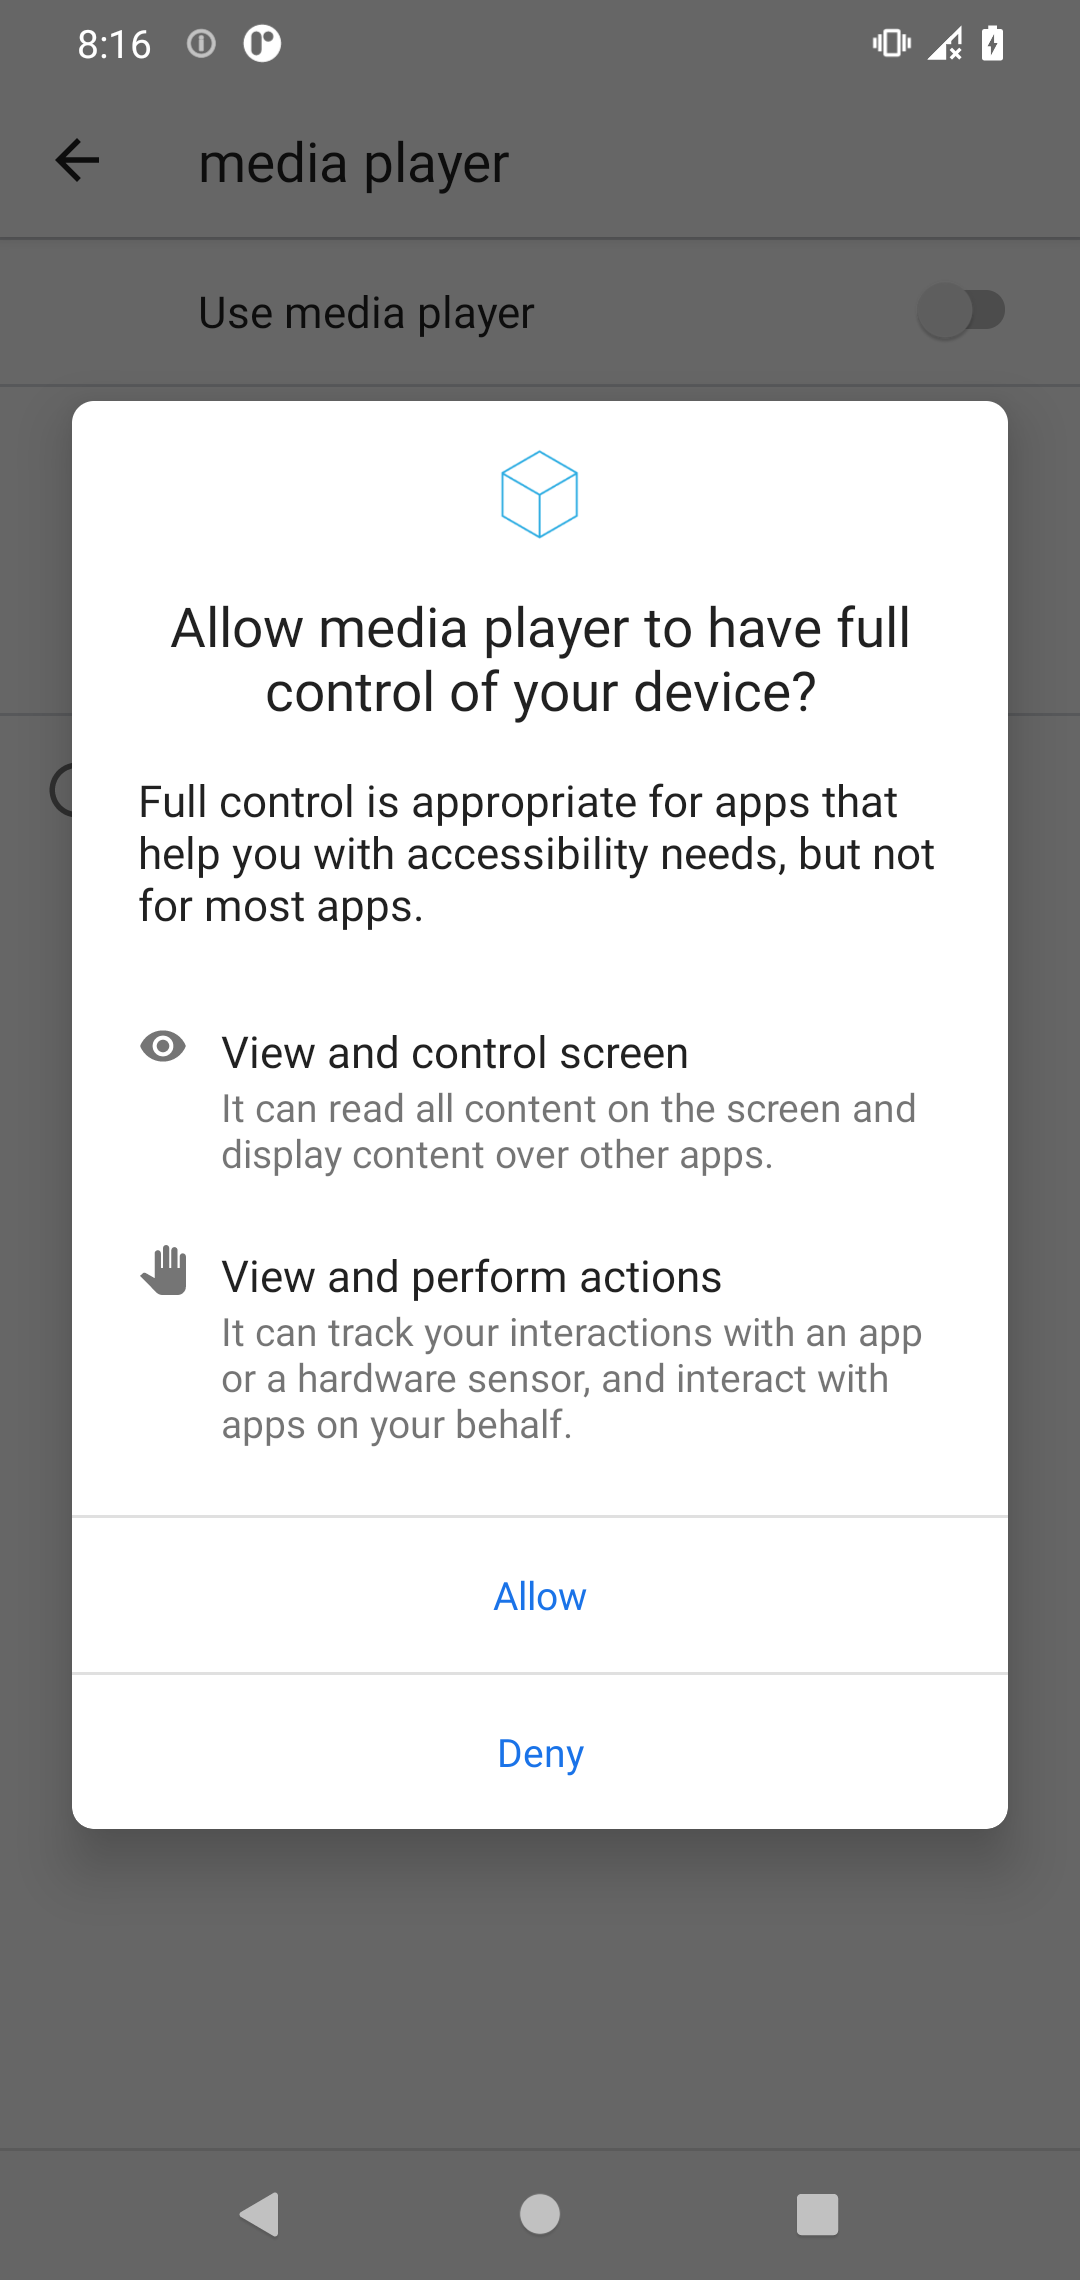 8:16
media player
Use media player
Allow media player to have full
control of your device?
Full control is appropriate for apps that
help you with accessibility needs, but not
for most apps.
View and control screen
It can read all content on the screen and
display content over other apps.
View and perform actions
It can track your interactions with an app
or a hardware sensor, and interact with
apps on your behalf.
Allow
Deny